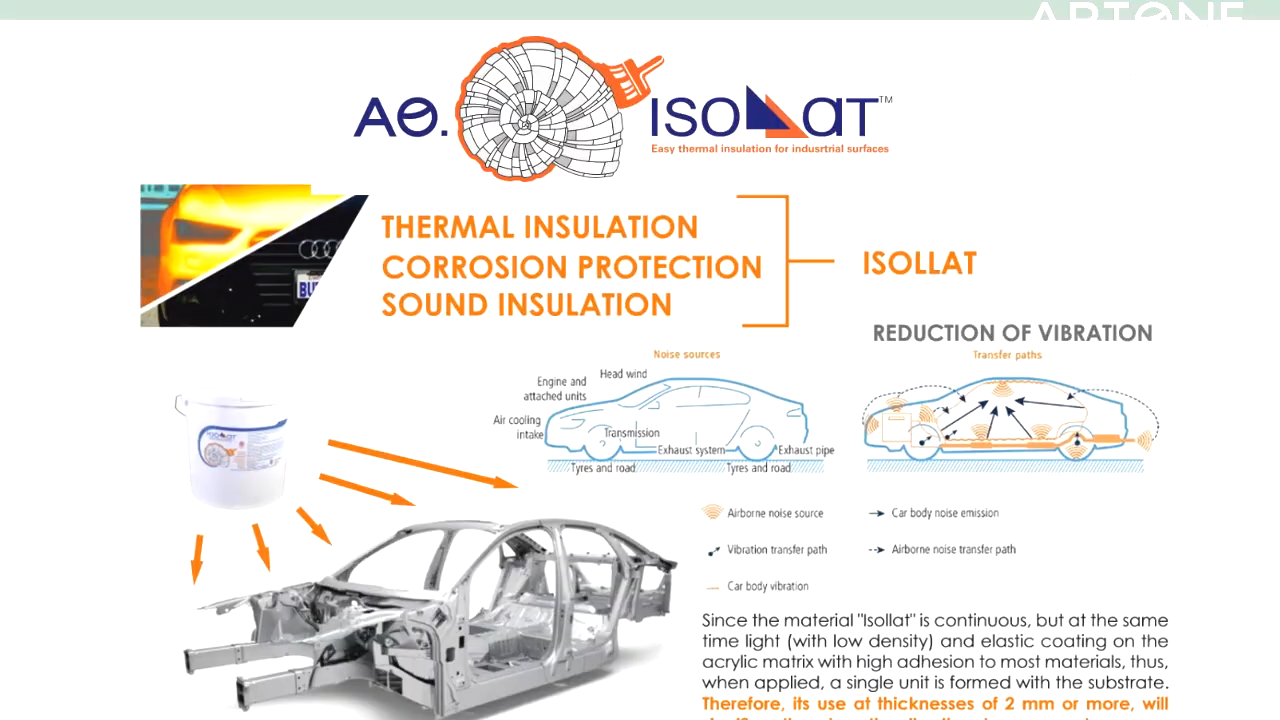 ARTONE
AO.
ISOLLAT™
Easy thermal insulation for indusrtrial surfaces
THERMAL INSULATION
CORROSION PROTECTION
SOUND INSULATION
ISOLLAT
REDUCTION OF VIBRATION
Noise sources
Transfer paths
Head wind
Engine and
attached units
Air cooling
intake
Transmission
Exhaust system
Exhaust pipe
Tyres and road
Tyres and road
ISOLLAT
Airborne noise source
Car body noise emission
Vibration transfer path
Airborne noise transfer path
Car body vibration
Since the material "Isollat" is continuous, but at the same
time light (with low density) and elastic coating on the
acrylic matrix with high adhesion to most materials, thus,
when applied, a single unit is formed with the substrate.
Therefore, its use at thicknesses of 2 mm or more, will